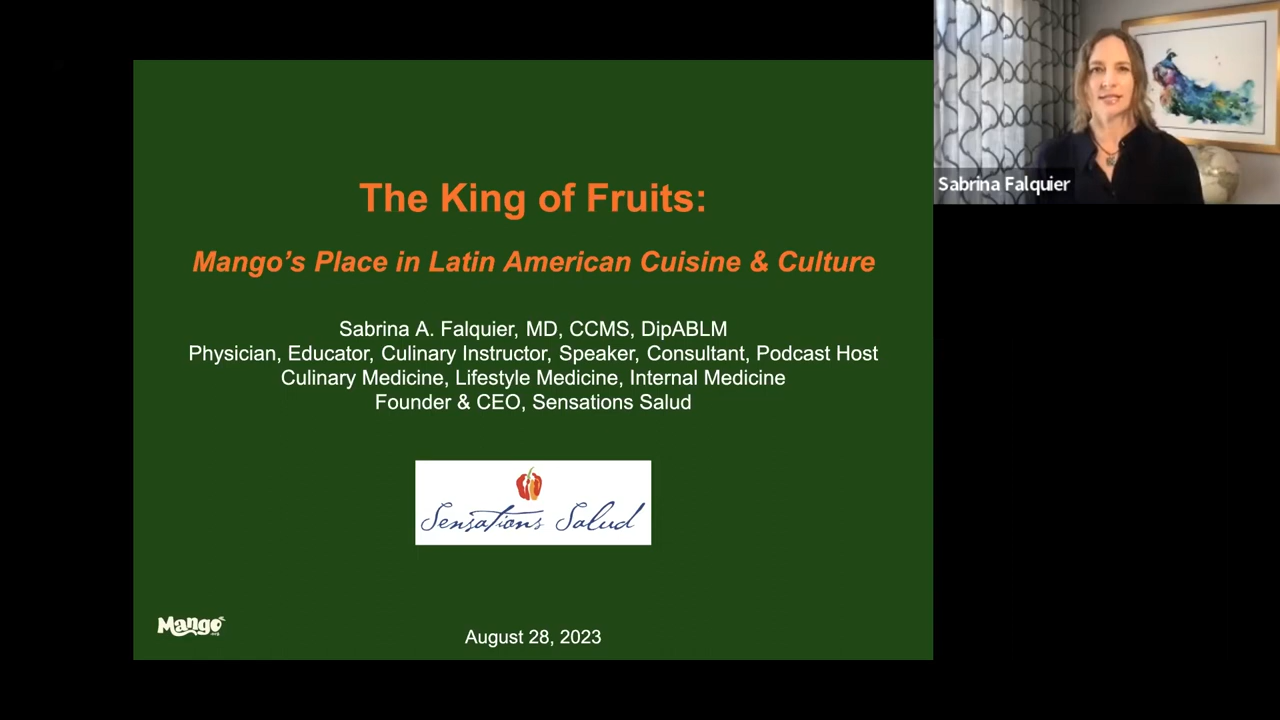 The King of Fruits:
Mango's Place in Latin American Cuisine & Culture
Sabrina A. Falquier, MD, CCMS, DipABLM
Physician, Educator, Culinary Instructor, Speaker, Consultant, Podcast Host
Culinary Medicine, Lifestyle Medicine, Internal Medicine
Founder & CEO, Sensations Salud
Sensations Salud
Mango
August 28, 2023
Sabrina Falquier